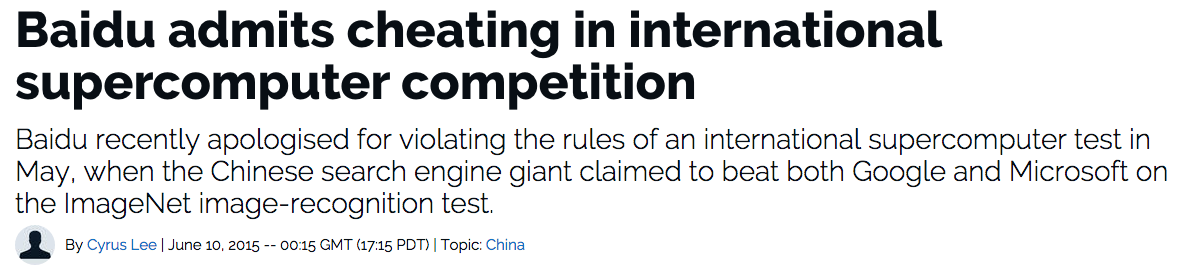 Baidu admits cheating in international
supercomputer competition
Baidu recently apologised for violating the rules of an international supercomputer test in
May, when the Chinese search engine giant claimed to beat both Google and Microsoft on
the ImageNet image-recognition test.
By Cyrus Lee | June 10, 2015 -- 00:15 GMT (17:15 PDT) | Topic: China